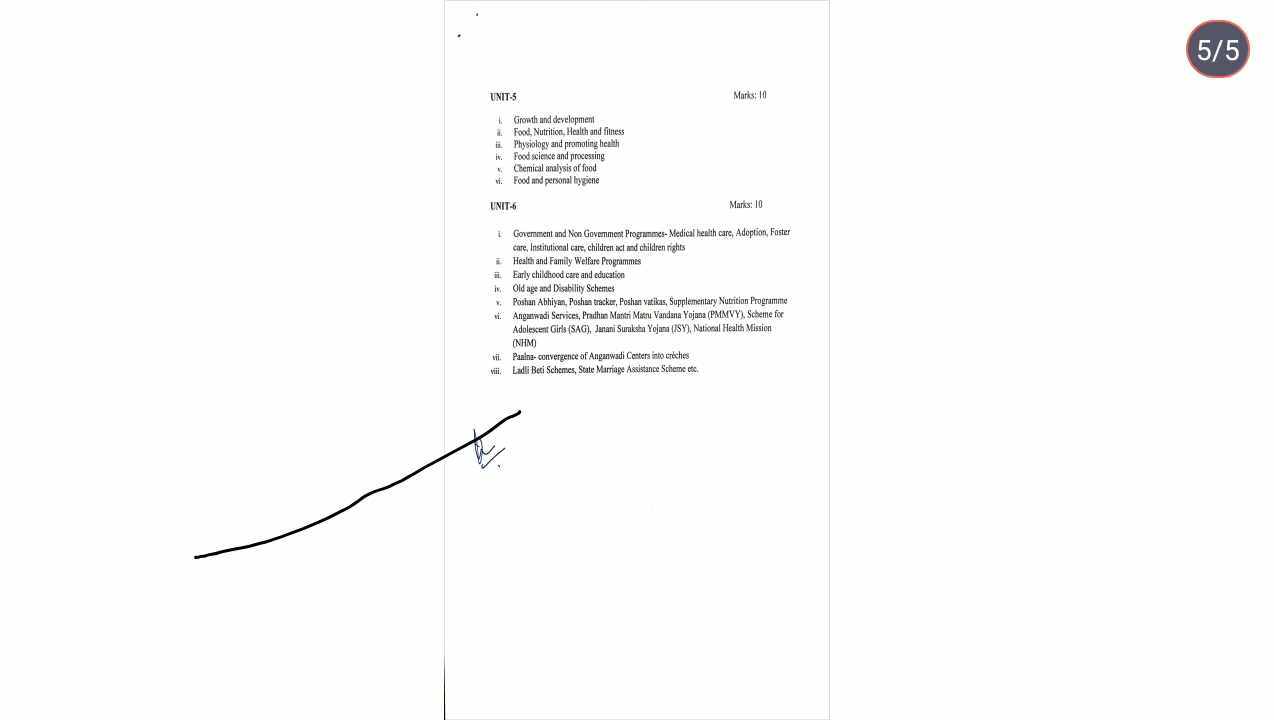 5/5
UNIT-5 Marks: 10
i. Growth and development
ii. Food, Nutrition, Health and fitness
iii. Physiology and promoting health
iv. Food science and processing
v. Chemical analysis of food
vi. Food and personal hygiene
UNIT-6 Marks: 10
i. Government and Non Government Programmes- Medical health care, Adoption, Foster
care, Institutional care, children act and children rights
ii. Health and Family Welfare Programmes
iii. Early childhood care and education
iv. Old age and Disability Schemes
v. Poshan Abhiyan, Poshan tracker, Poshan vatikas, Supplementary Nutrition Programme
vi. Anganwadi Services, Pradhan Mantri Matru Vandana Yojana (PMMVY), Scheme for
Adolescent Girls (SAG), Janani Suraksha Yojana (JSY), National Health Mission
(NHM)
vii. Paalna- convergence of Anganwadi Centers into crèches
viii. Ladli Beti Schemes, State Marriage Assistance Scheme etc.